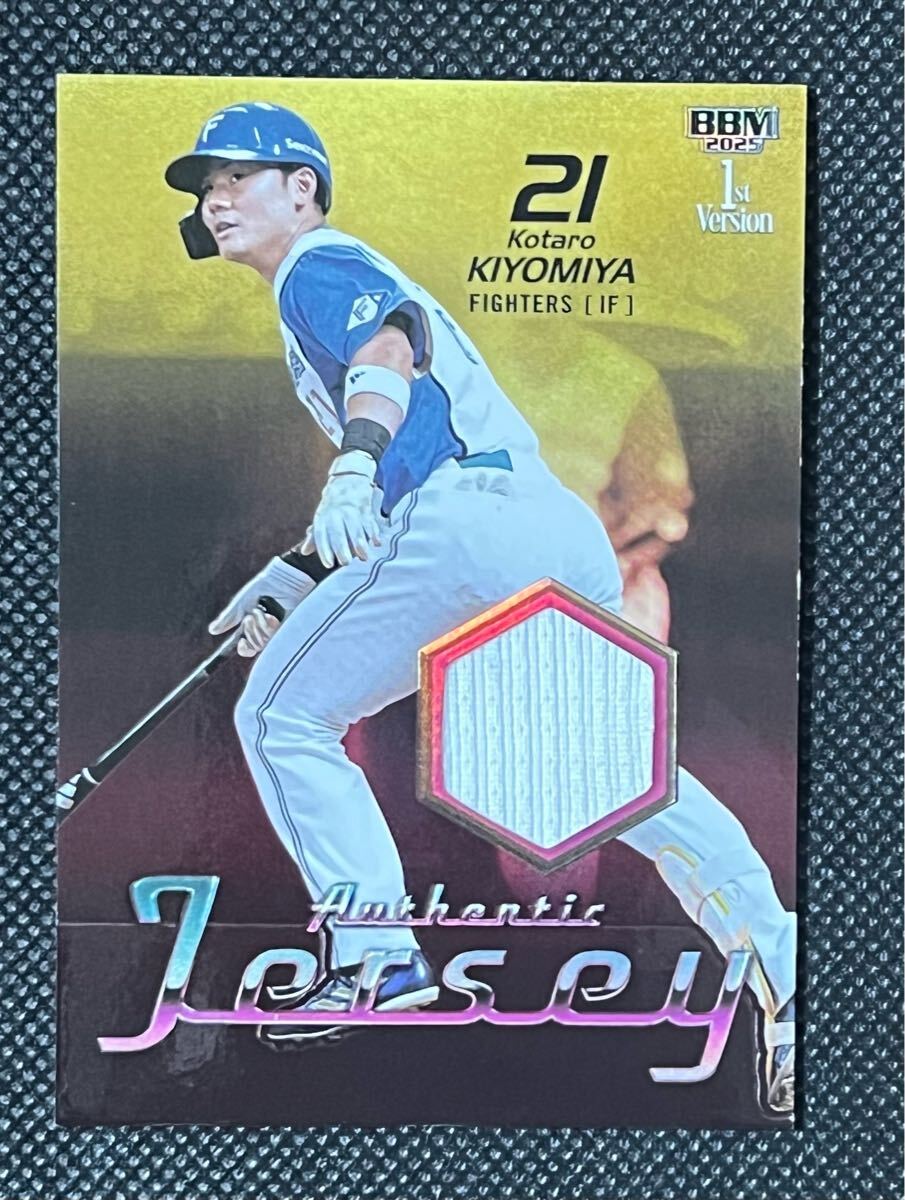 BBM
2025
1st
Version
21
Kotaro
KIYOMIYA
FIGHTERS [IF]
F
Authentic
Jersey